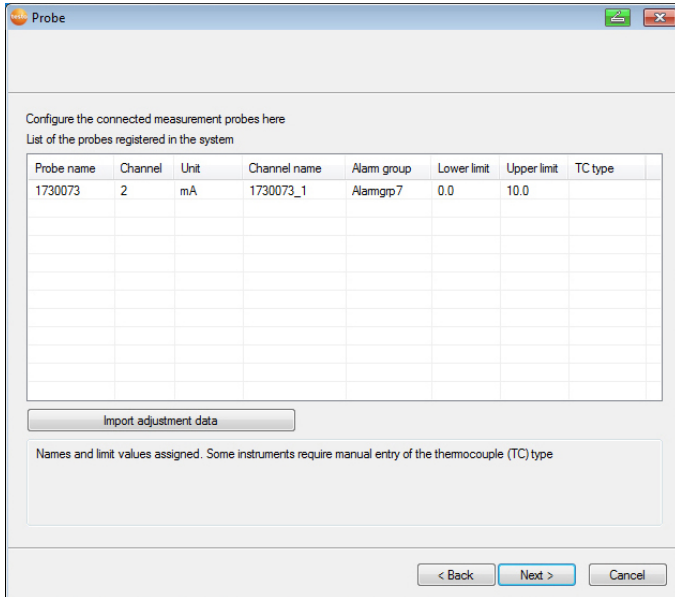 testo Probe
Configure the connected measurement probes here
List of the probes registered in the system
Probe name Channel Unit Channel name Alarm group Lower limit Upper limit TC type
1730073 2 mA 1730073_1 Alarmgrp7 0.0 10.0
Import adjustment data
Names and limit values assigned. Some instruments require manual entry of the thermocouple (TC) type
< Back Next > Cancel